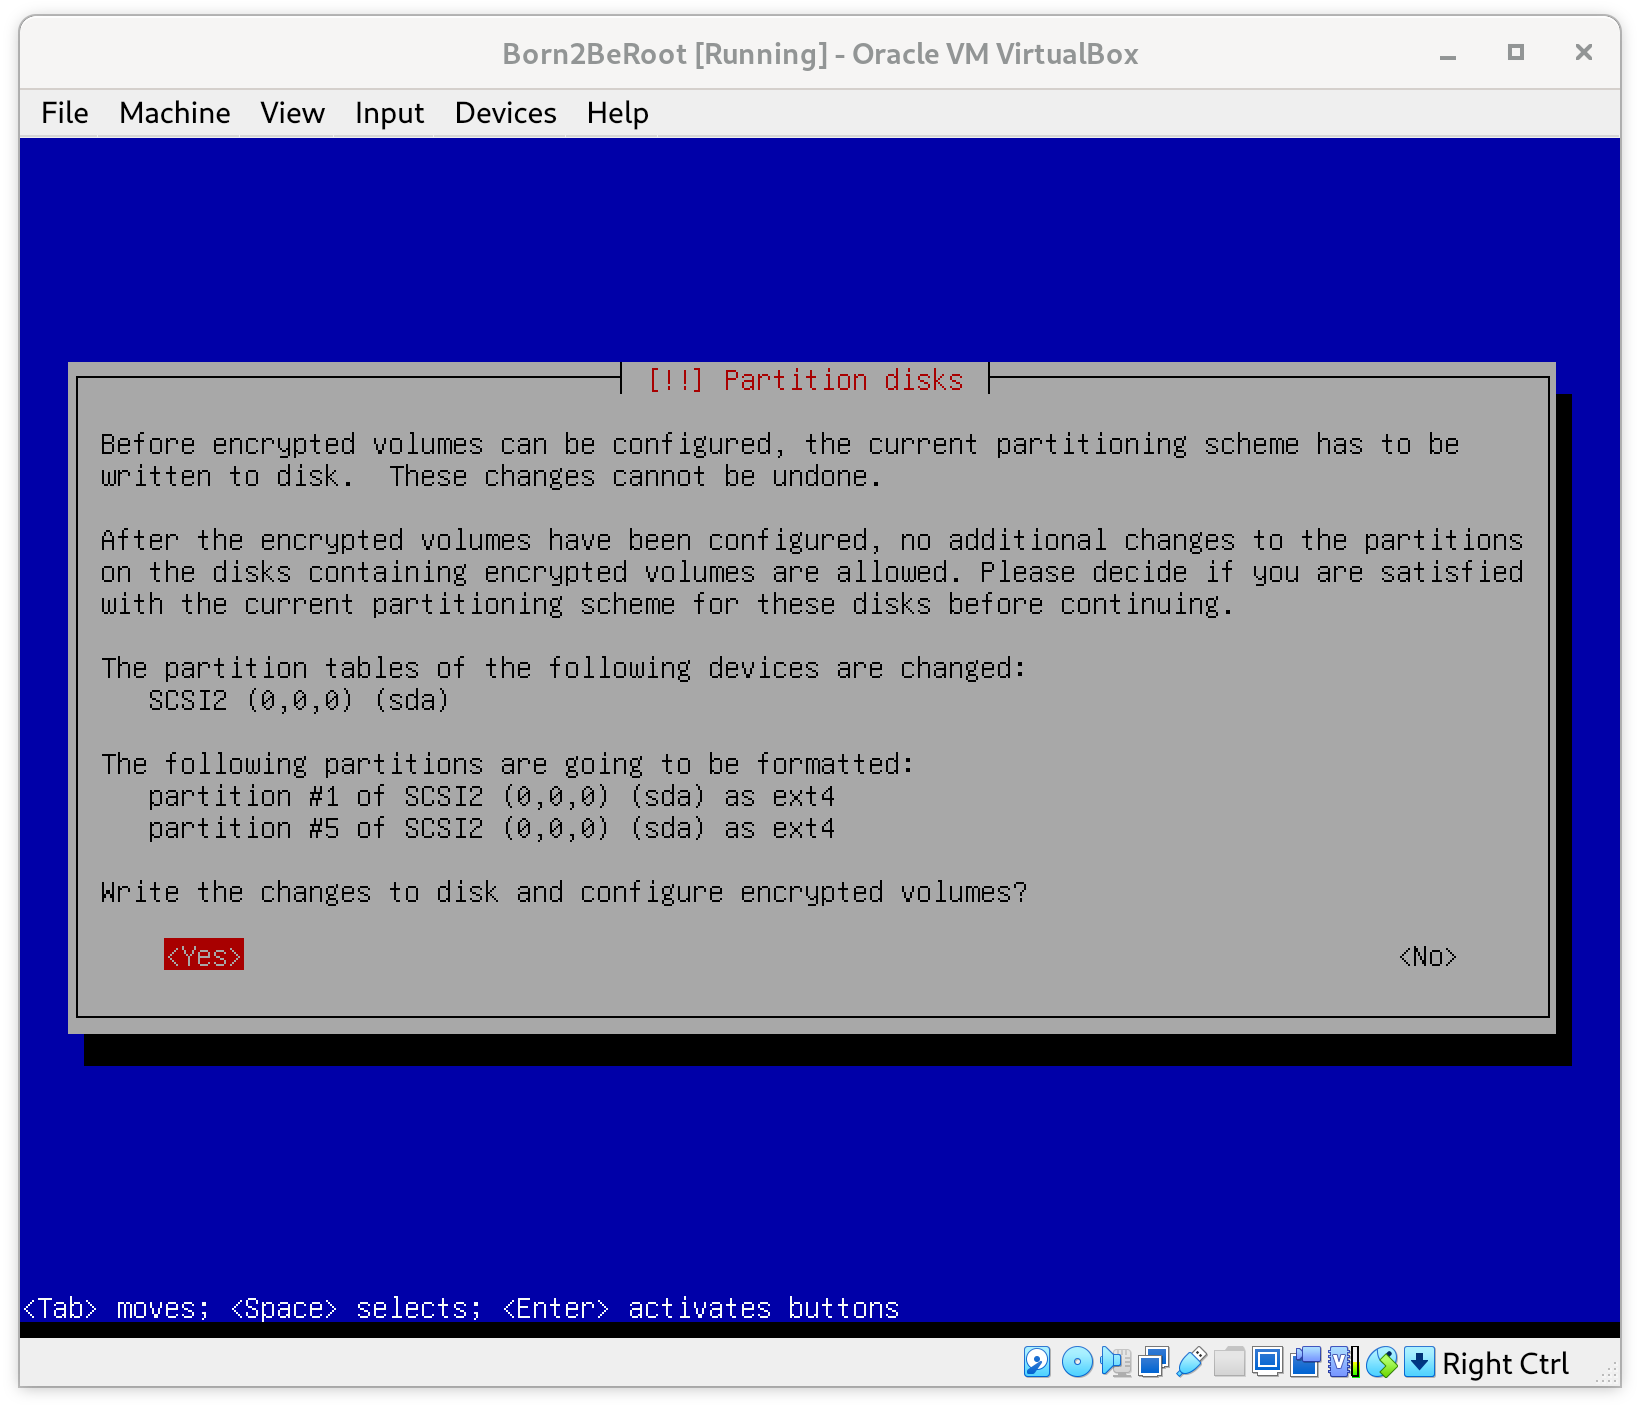 Born2BeRoot [Running] - Oracle VM VirtualBox
File Machine View Input Devices Help
[!!] Partition disks
Before encrypted volumes can be configured, the current partitioning scheme has to be
written to disk.  These changes cannot be undone.
After the encrypted volumes have been configured, no additional changes to the partitions
on the disks containing encrypted volumes are allowed. Please decide if you are satisfied
with the current partitioning scheme for these disks before continuing.
The partition tables of the following devices are changed:
SCSI2 (0,0,0) (sda)
The following partitions are going to be formatted:
partition #1 of SCSI2 (0,0,0) (sda) as ext4
partition #5 of SCSI2 (0,0,0) (sda) as ext4
Write the changes to disk and configure encrypted volumes?
<Yes> <No>
<Tab> moves; <Space> selects; <Enter> activates buttons
Right Ctrl